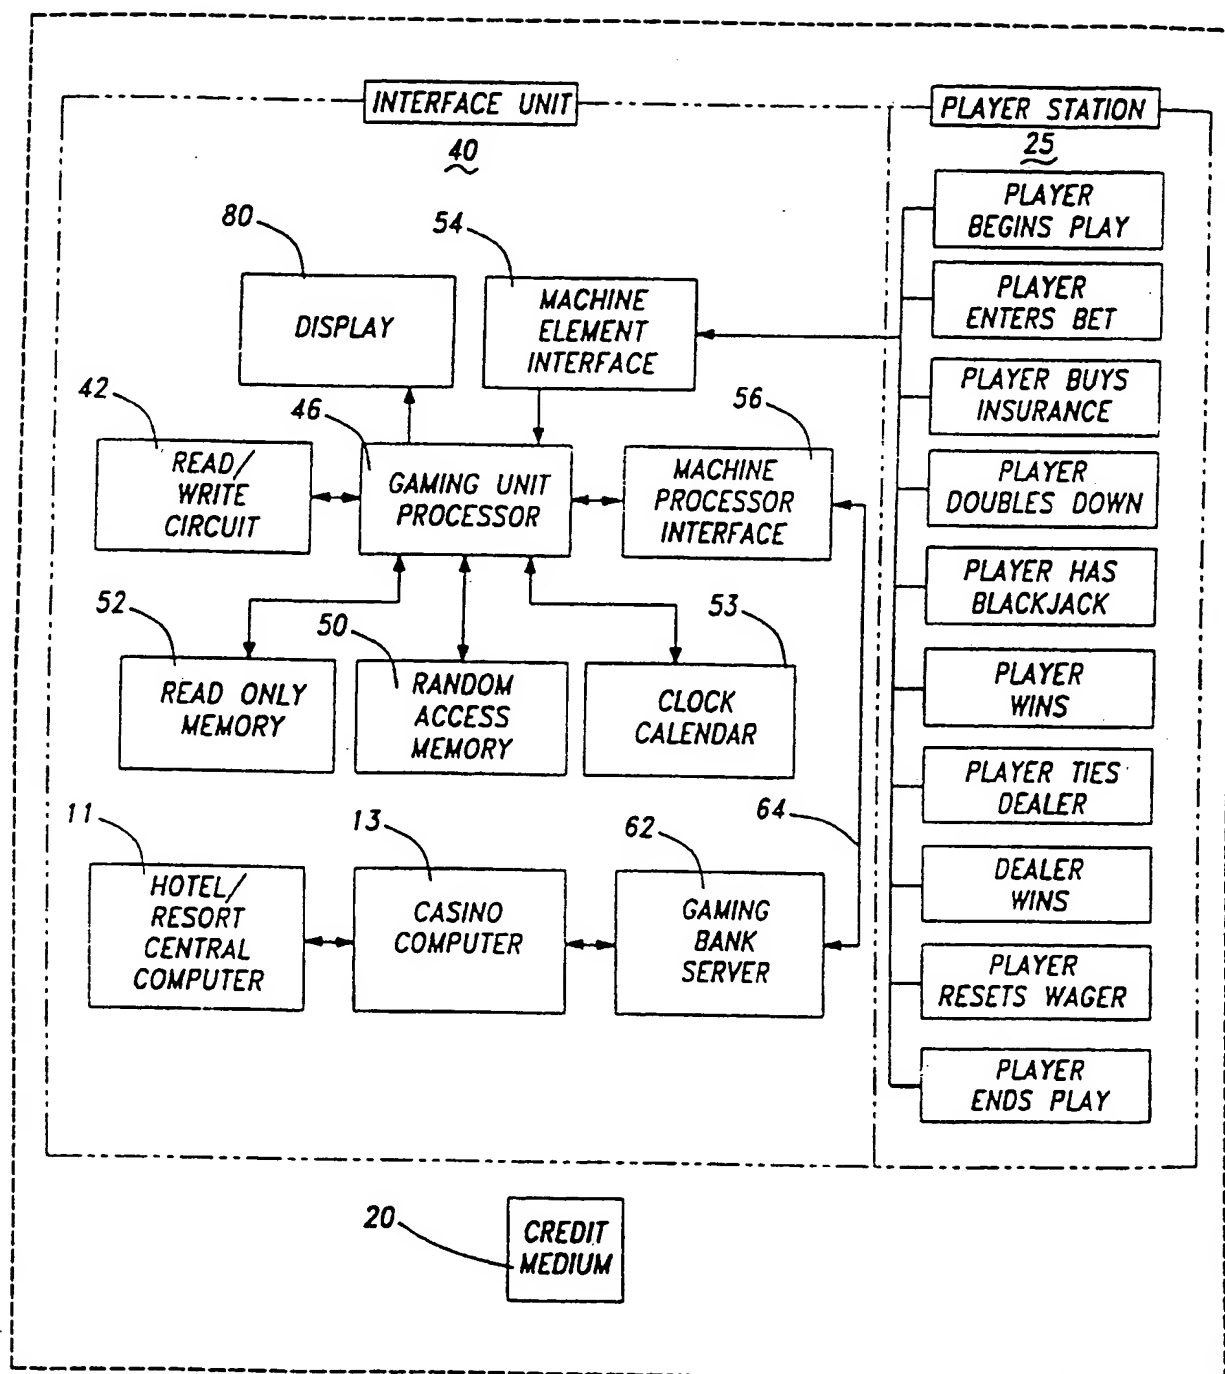 INTERFACE UNIT
40
PLAYER STATION
25
80
54
DISPLAY
MACHINE
ELEMENT
INTERFACE
42
46
56
READ/
WRITE
CIRCUIT
GAMING UNIT
PROCESSOR
MACHINE
PROCESSOR
INTERFACE
52
50
53
READ ONLY
MEMORY
RANDOM
ACCESS
MEMORY
CLOCK
CALENDAR
11
13
62
64
HOTEL/
RESORT
CENTRAL
COMPUTER
CASINO
COMPUTER
GAMING
BANK
SERVER
PLAYER
BEGINS PLAY
PLAYER
ENTERS BET
PLAYER BUYS
INSURANCE
PLAYER
DOUBLES DOWN
PLAYER HAS
BLACKJACK
PLAYER
WINS
PLAYER TIES
DEALER
DEALER
WINS
PLAYER
RESETS WAGER
PLAYER
ENDS PLAY
20
CREDIT
MEDIUM